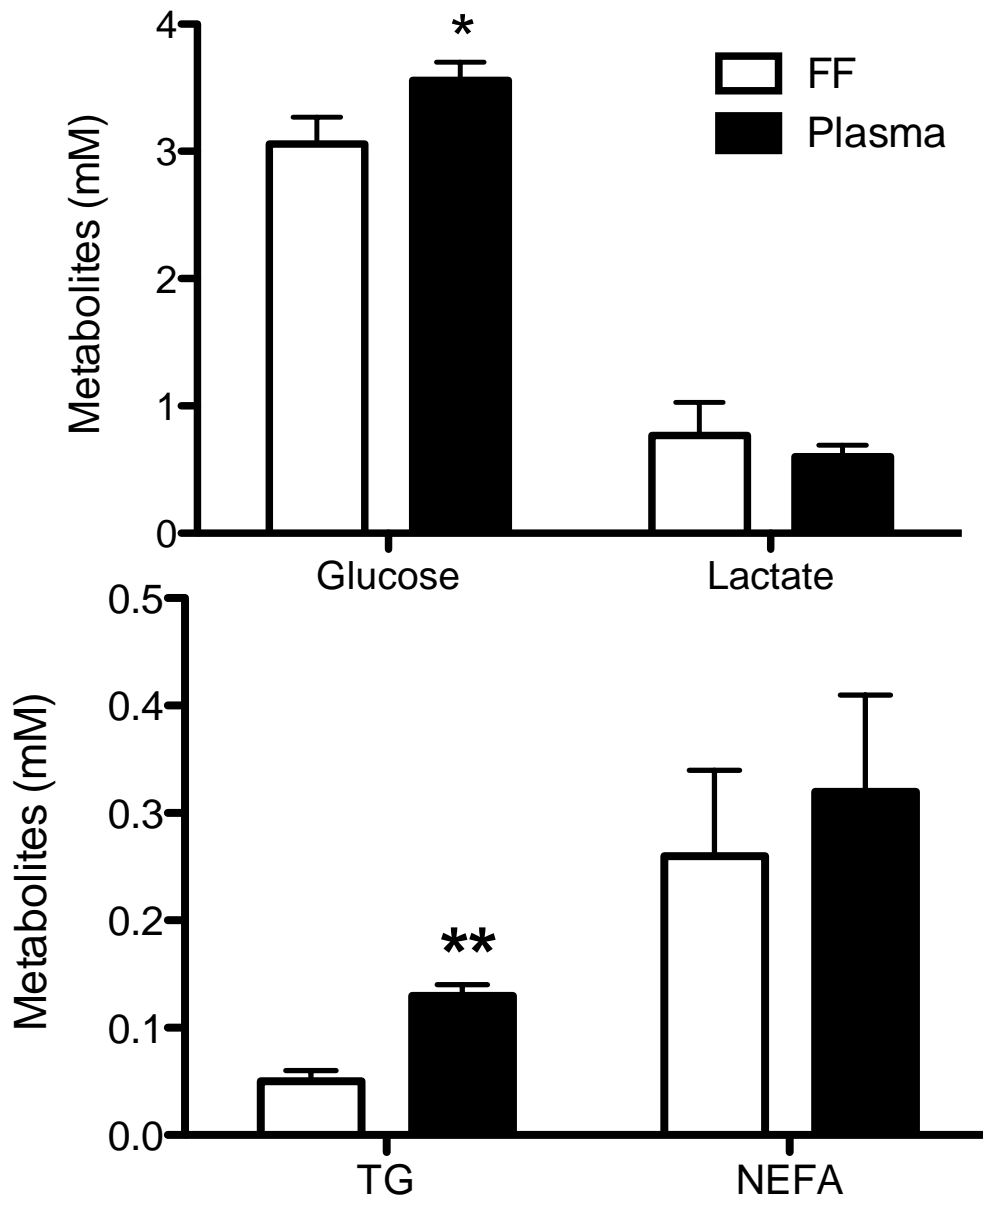 4
*
FF
3
Plasma
Metabolites (mM)
2
1
0
Glucose Lactate
0.5
0.4
Metabolites (mM)
0.3
0.2
**
0.1
0.0
TG NEFA